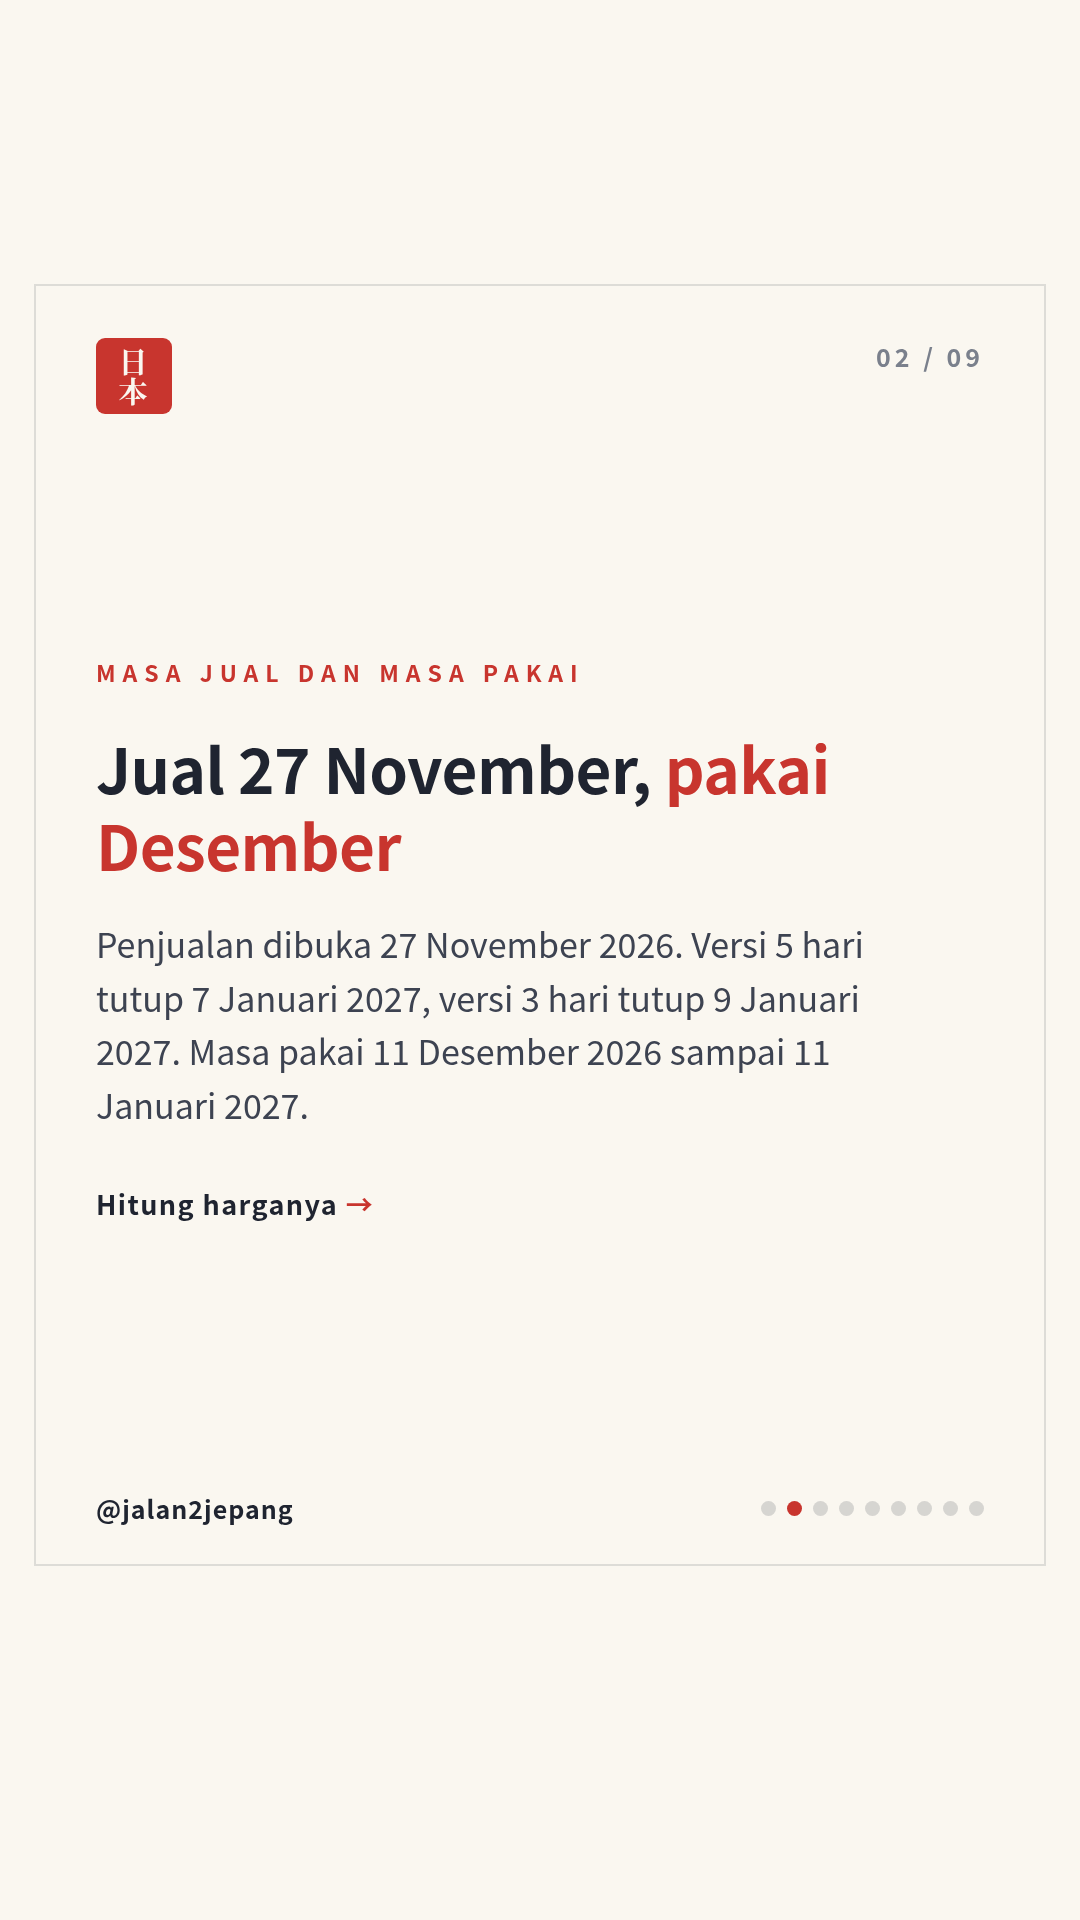 日
本
02 / 09
MASA JUAL DAN MASA PAKAI
Jual 27 November, pakai
Desember
Penjualan dibuka 27 November 2026. Versi 5 hari
tutup 7 Januari 2027, versi 3 hari tutup 9 Januari
2027. Masa pakai 11 Desember 2026 sampai 11
Januari 2027.
Hitung harganya →
@jalan2jepang